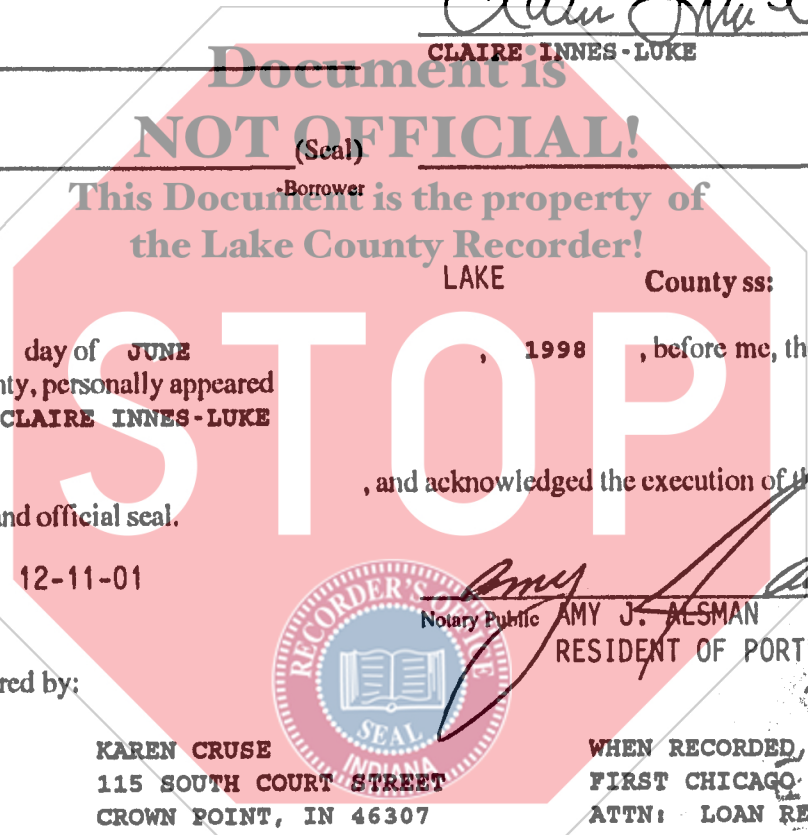 CLAIRE INNES-LUKE
Document is
NOT OFFICIAL!
(Seal)
-Borrower
This Document is the property of
the Lake County Recorder!
LAKE County ss:
STOP
day of JUNE , 1998 , before me, th
nty, personally appeared
CLAIRE INNES-LUKE
, and acknowledged the execution of th
and official seal.
12-11-01
Amy J.
Notary Public AMY J. ALSMAN
RESIDENT OF PORT
RECORDER'S OFFICE
SEAL
INDIANA
red by:
KAREN CRUSE
115 SOUTH COURT STREET
CROWN POINT, IN 46307
WHEN RECORDED,
FIRST CHICAGO
ATTN: LOAN RE